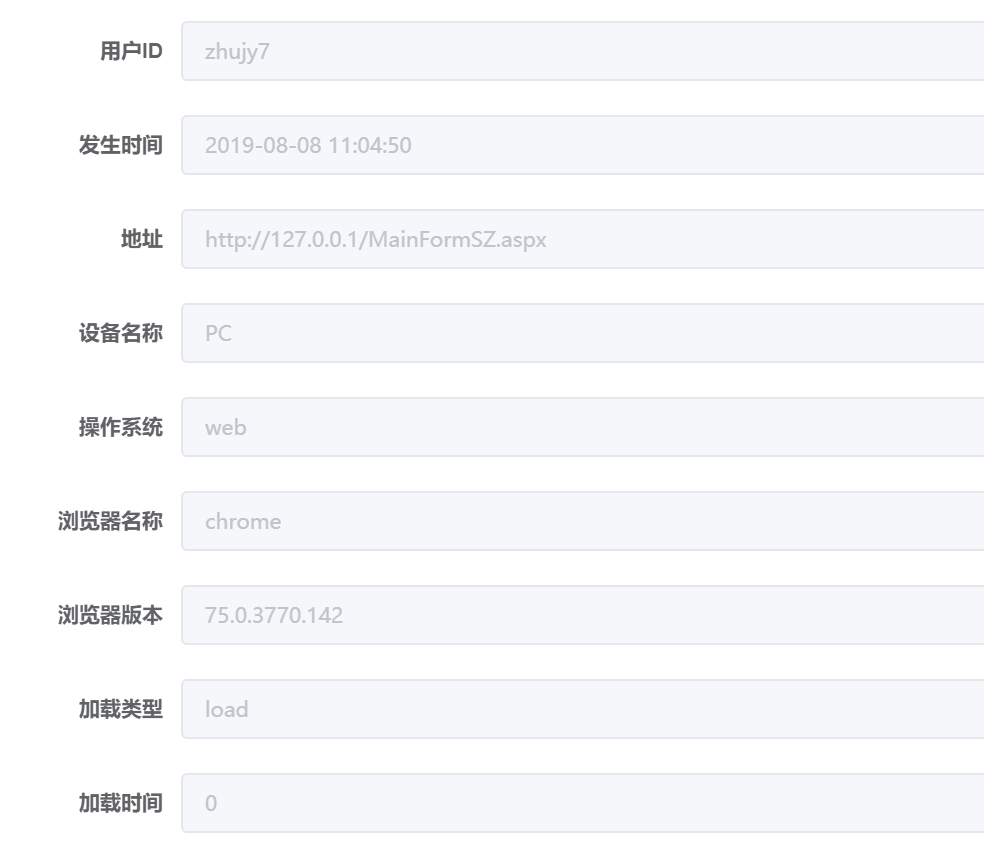 用户ID zhujy7
发生时间 2019-08-08 11:04:50
地址 http://127.0.0.1/MainFormSZ.aspx
设备名称 PC
操作系统 web
浏览器名称 chrome
浏览器版本 75.0.3770.142
加载类型 load
加载时间 0